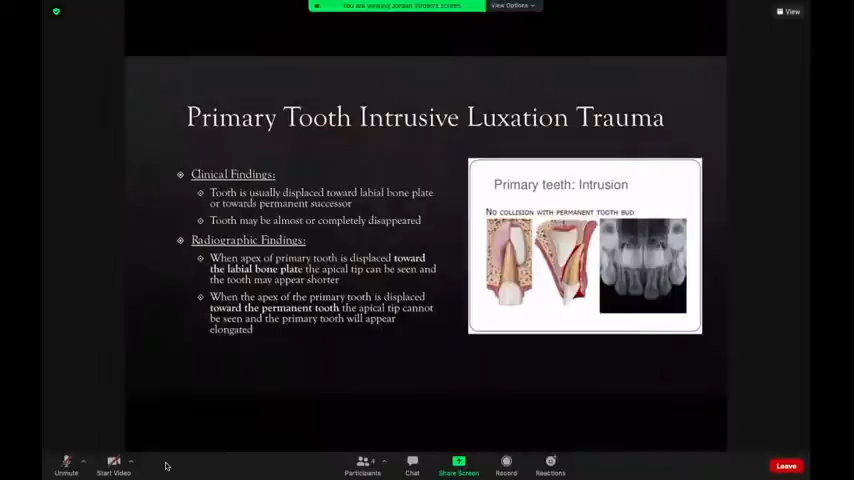 You are viewing Jordan
screen
View Options
View
Primary Tooth Intrusive Luxation Trauma
Clinical Findings:
Tooth is usually displaced toward labial bone plate
or towards permanent successor
Tooth may be almost or completely disappeared
Radiographic Findings:
When apex of primary tooth is displaced toward
the labial bone plate the apical tip can be seen and
the tooth may appear shorter
When the apex of the primary tooth is displaced
toward the permanent tooth the apical tip cannot
be seen and the primary tooth will appear
elongated
Primary teeth: Intrusion
NO COLLISION WITH PERMANENT TOOTH BUD
Unmute
Start Video
Participants
4
Chat
Share Screen
Record
Reactions
Leave